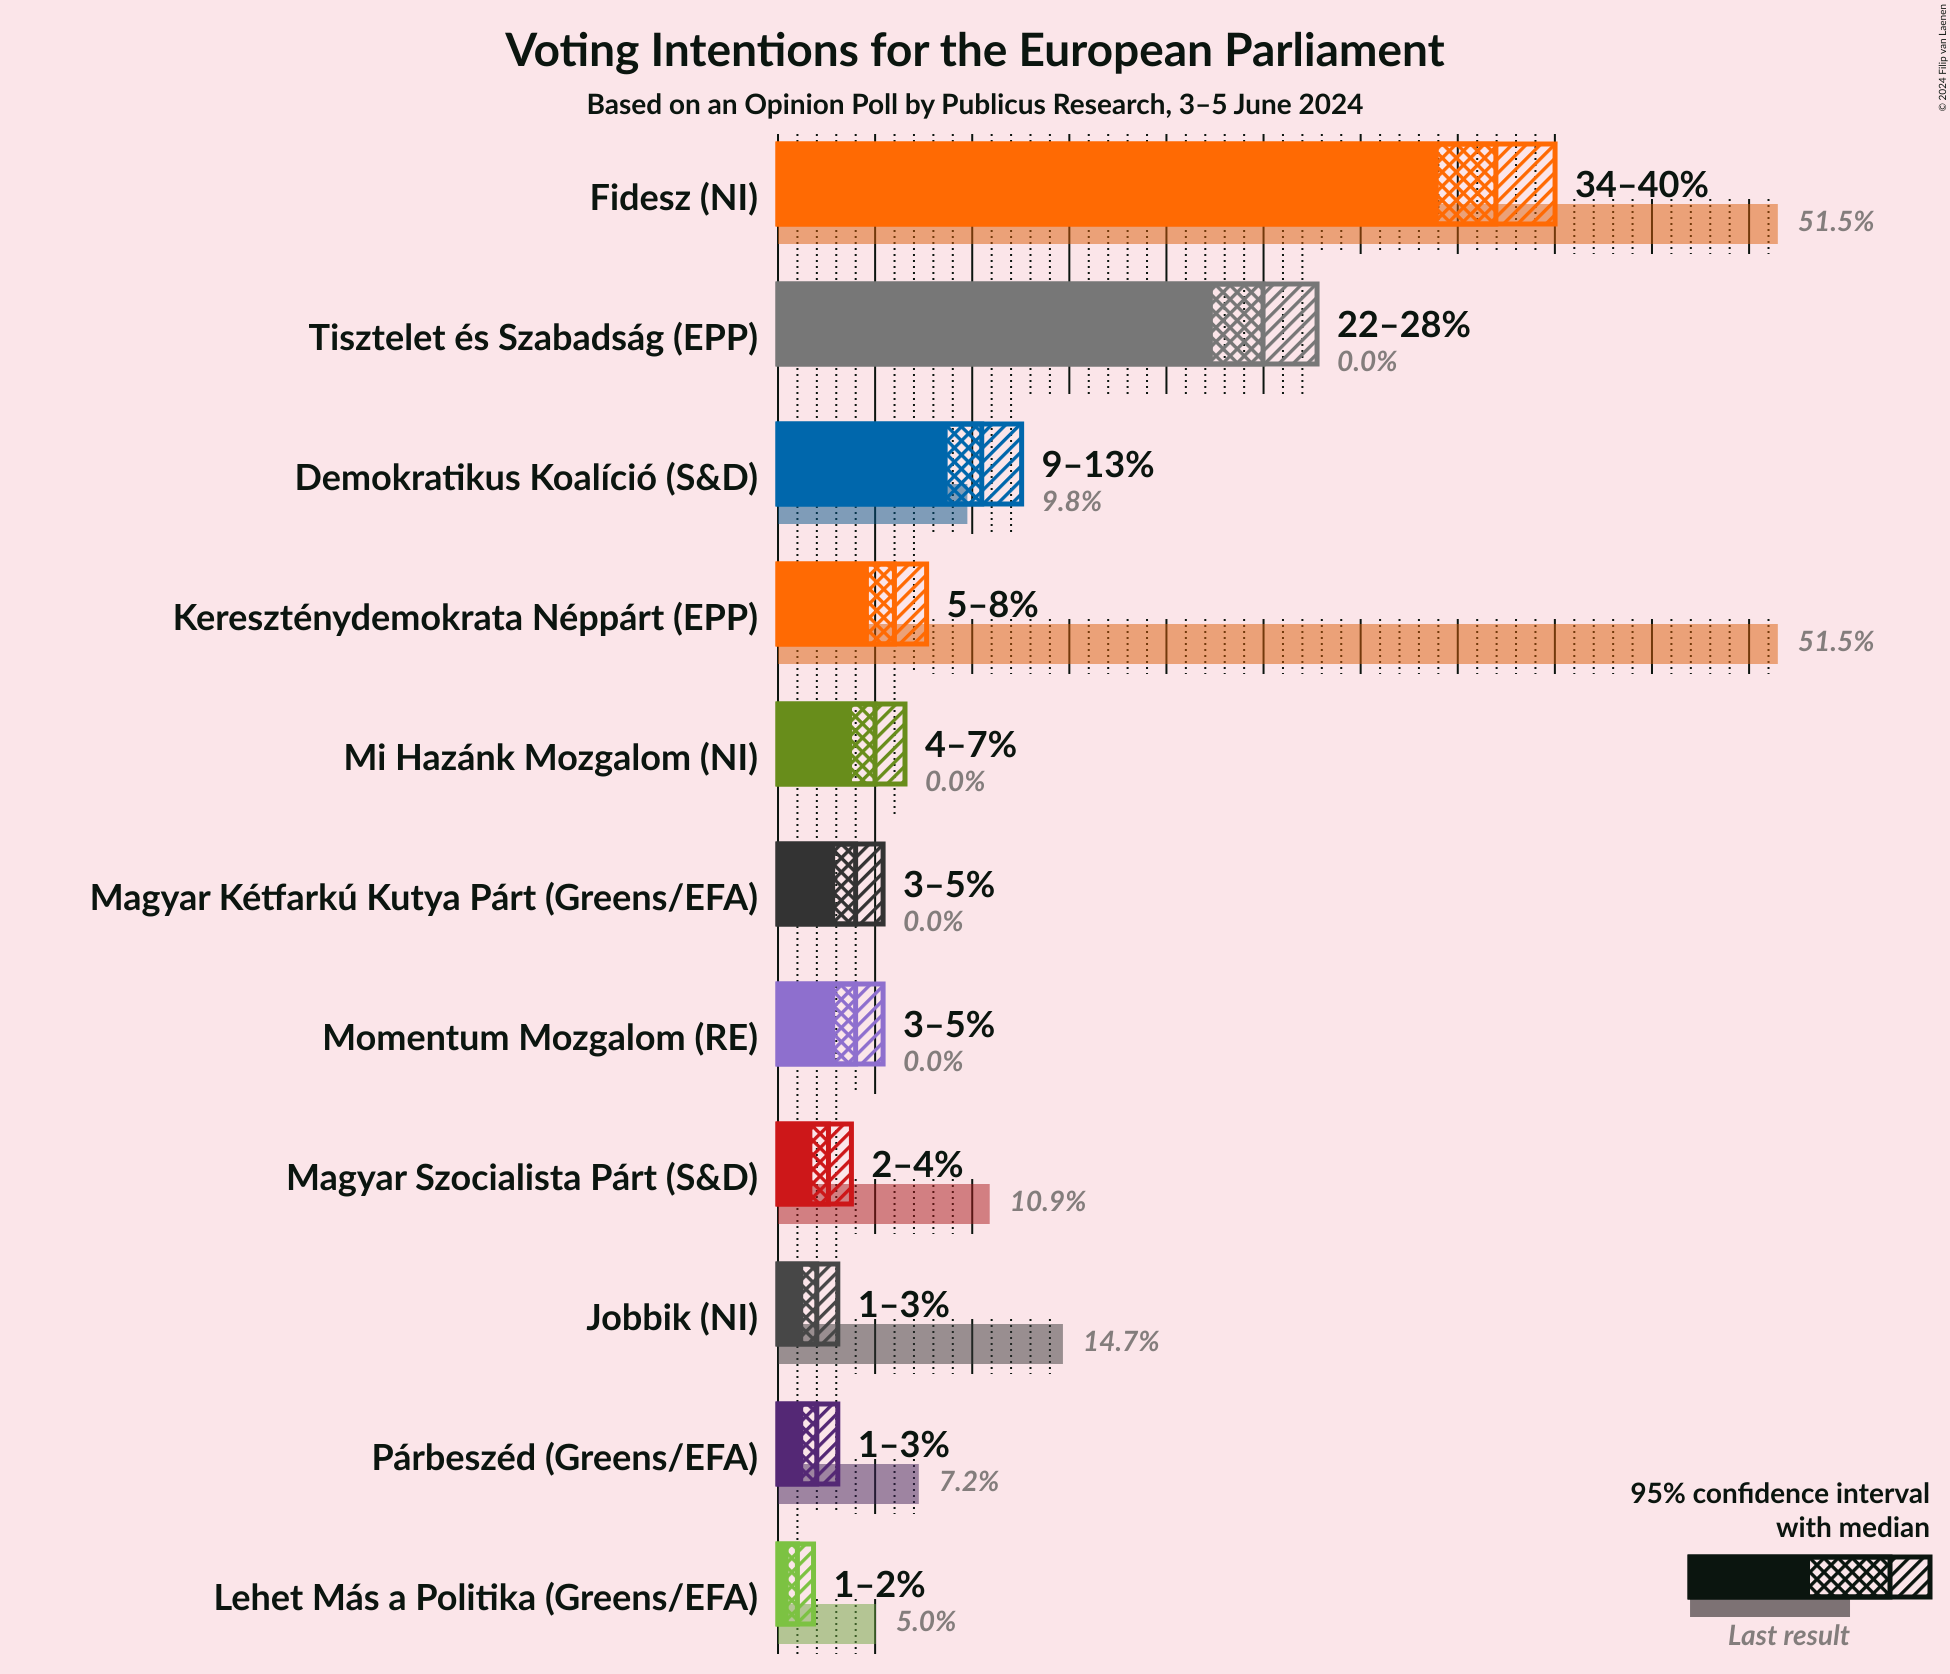 Voting Intentions for the European Parliament
Based on an Opinion Poll by Publicus Research, 3–5 June 2024
© 2024 Filip van Laenen
Fidesz (NI)
34–40%
51.5%
Tisztelet és Szabadság (EPP)
22–28%
0.0%
Demokratikus Koalíció (S&D)
9–13%
9.8%
Kereszténydemokrata Néppárt (EPP)
5–8%
51.5%
Mi Hazánk Mozgalom (NI)
4–7%
0.0%
Magyar Kétfarkú Kutya Párt (Greens/EFA)
3–5%
0.0%
Momentum Mozgalom (RE)
3–5%
0.0%
Magyar Szocialista Párt (S&D)
2–4%
10.9%
Jobbik (NI)
1–3%
14.7%
Párbeszéd (Greens/EFA)
1–3%
7.2%
Lehet Más a Politika (Greens/EFA)
1–2%
5.0%
95% confidence interval
with median
Last result